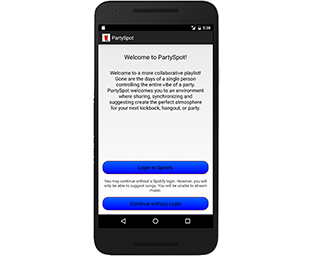 5:08
PartySpot
Welcome to PartySpot!
Welcome to a more collaborative playlist!
Gone are the days of a single person
controlling the entire vibe of a party.
PartySpot welcomes you to an environment
where sharing, synchronizing and
suggesting create the perfect atmosphere
for your next kickback, hangout, or party.
Login to Spotify
You may continue without a Spotify login. However, you will
only be able to suggest songs. You will be unable to stream
music.
Continue without Login